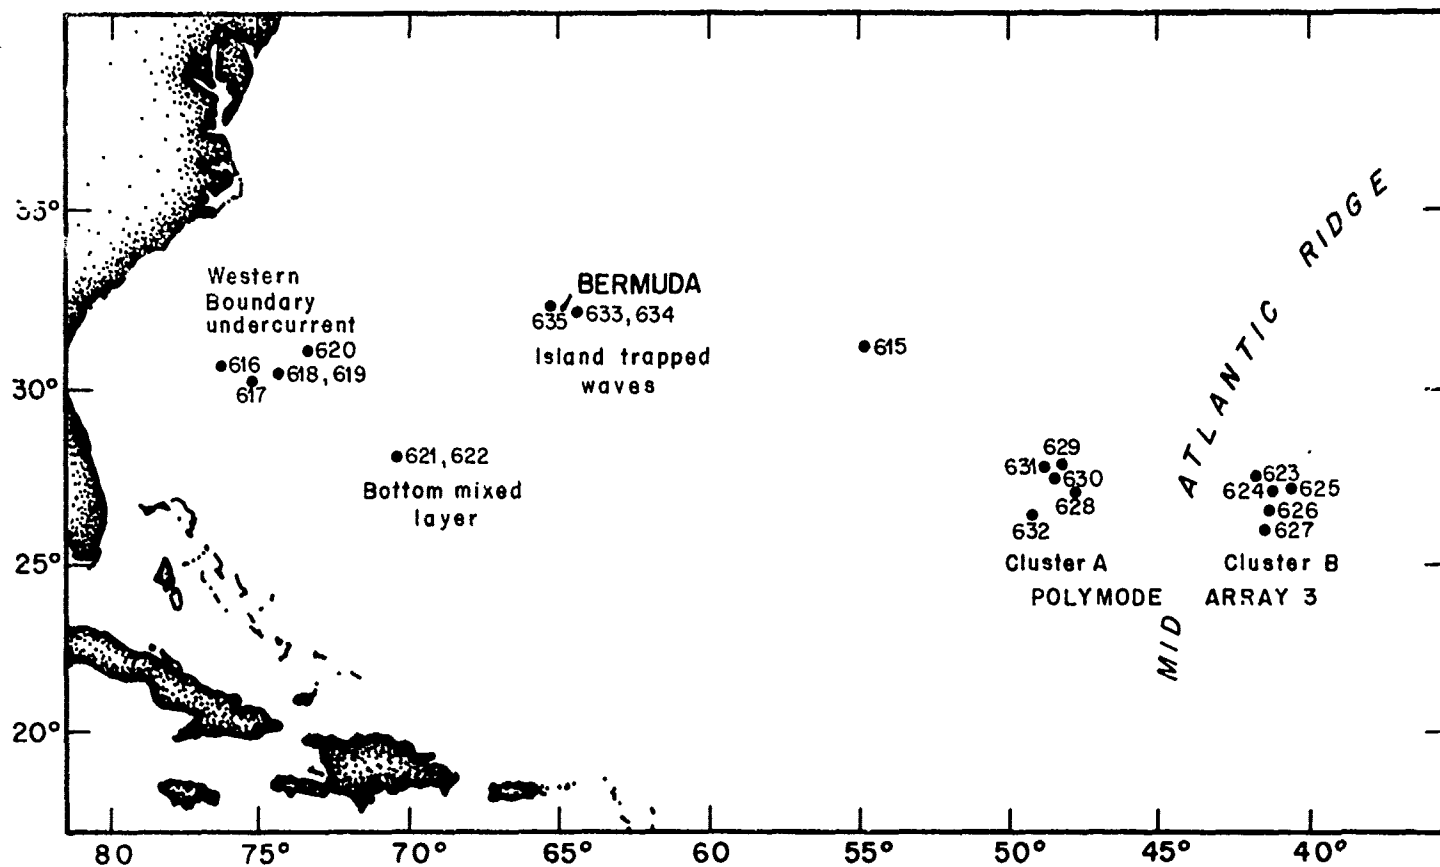 35°
RIDGE
Western
Boundary
undercurrent
BERMUDA
635
633, 634
ATLANTIC
620
616
618, 619
617
Island trapped
waves
615
30°
621, 622
Bottom mixed
layer
629
631
630
628
632
623
624
625
626
627
25°
Cluster A
Cluster B
POLYMODE ARRAY 3
MID
20°
80 75° 70° 65° 60 55° 50° 45° 40°